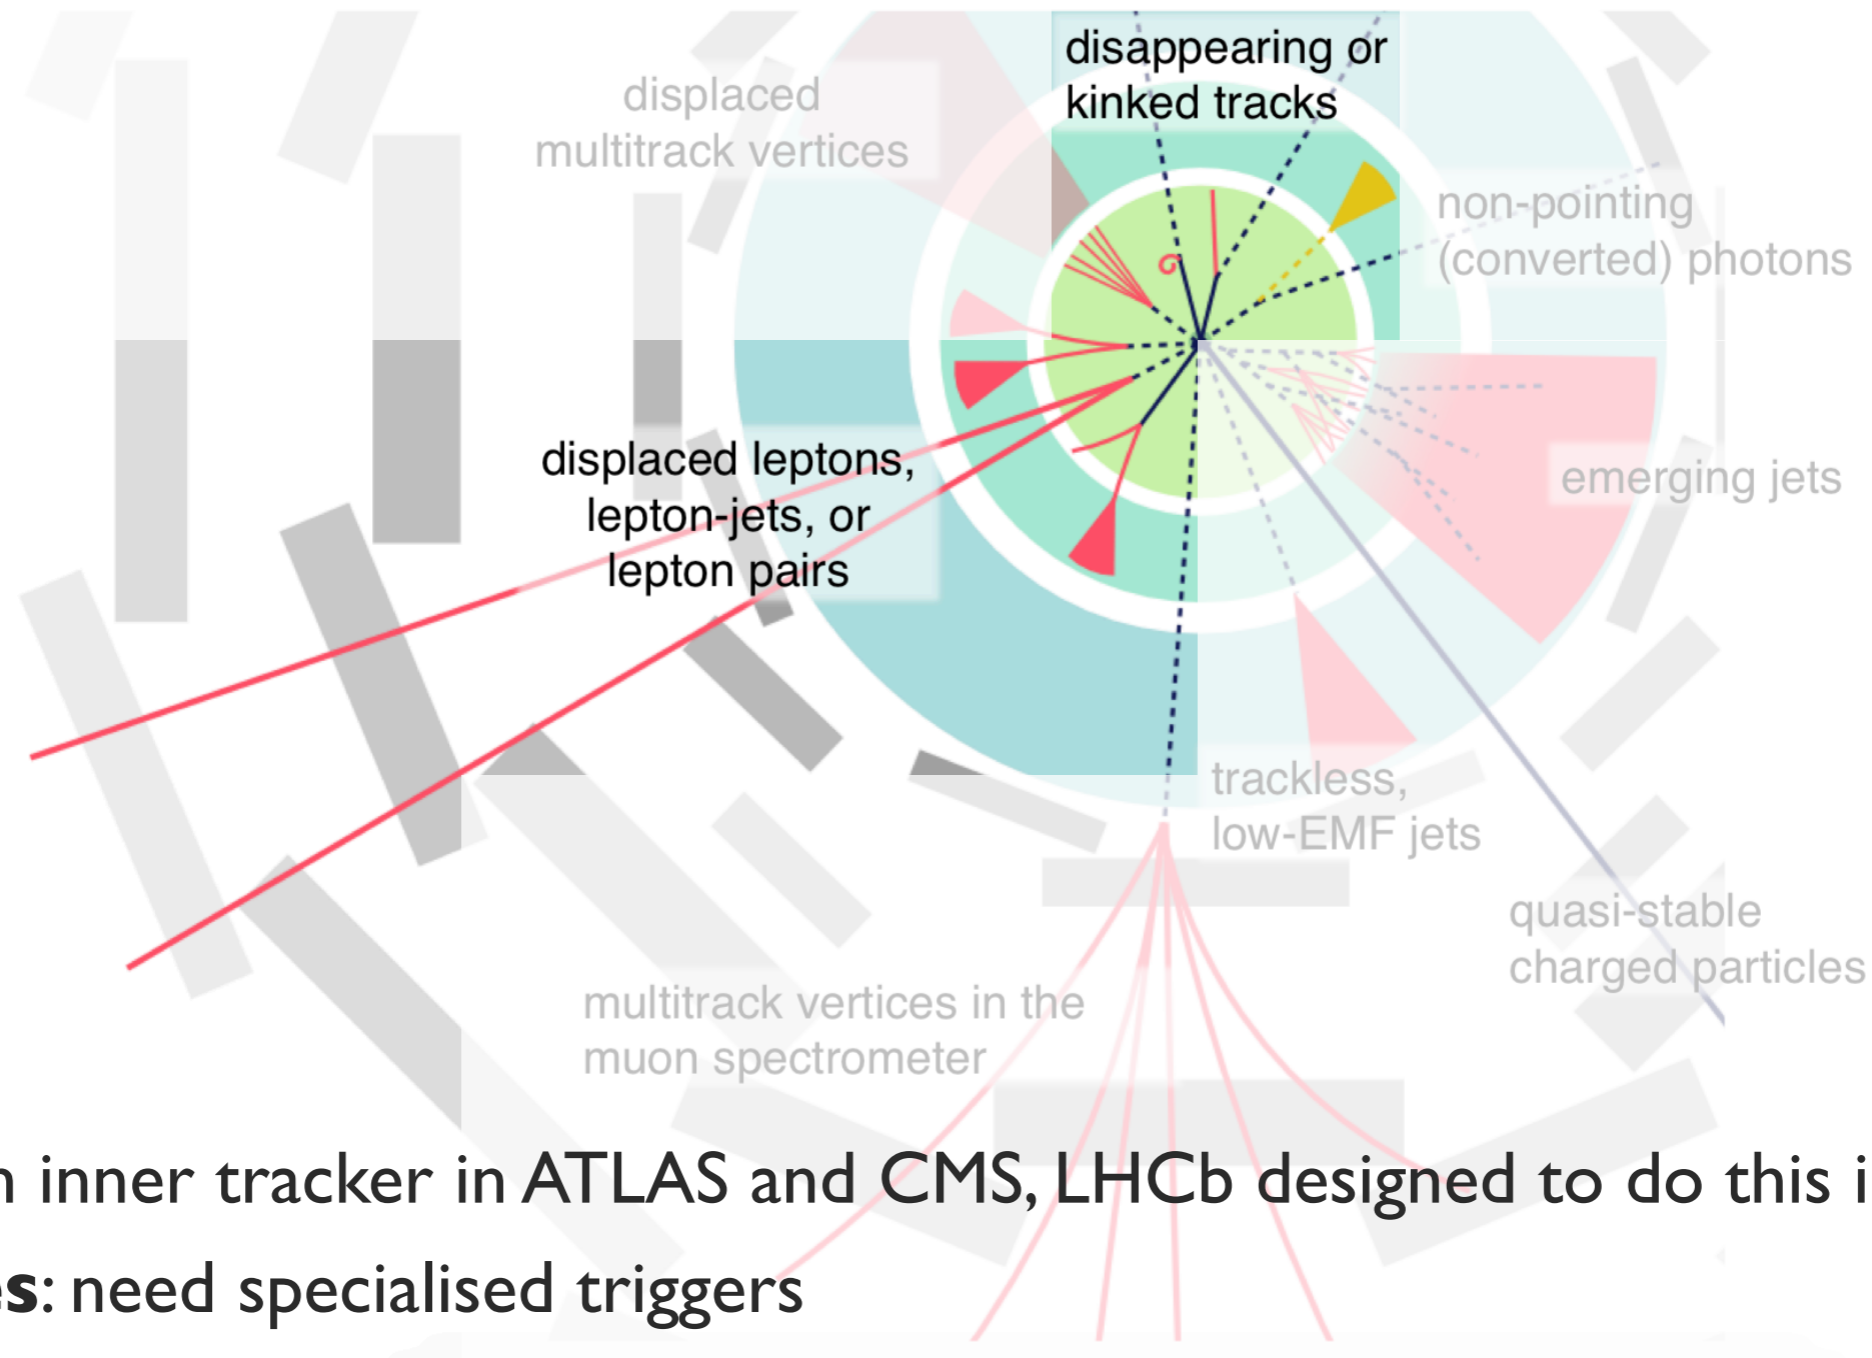 disappearing or
kinked tracks
displaced
multitrack vertices
non-pointing
(converted) photons
displaced leptons,
lepton-jets, or
lepton pairs
emerging jets
trackless,
low-EMF jets
quasi-stable
charged particles
multitrack vertices in the
muon spectrometer
inner tracker in ATLAS and CMS, LHCb designed to do this
: need specialised triggers